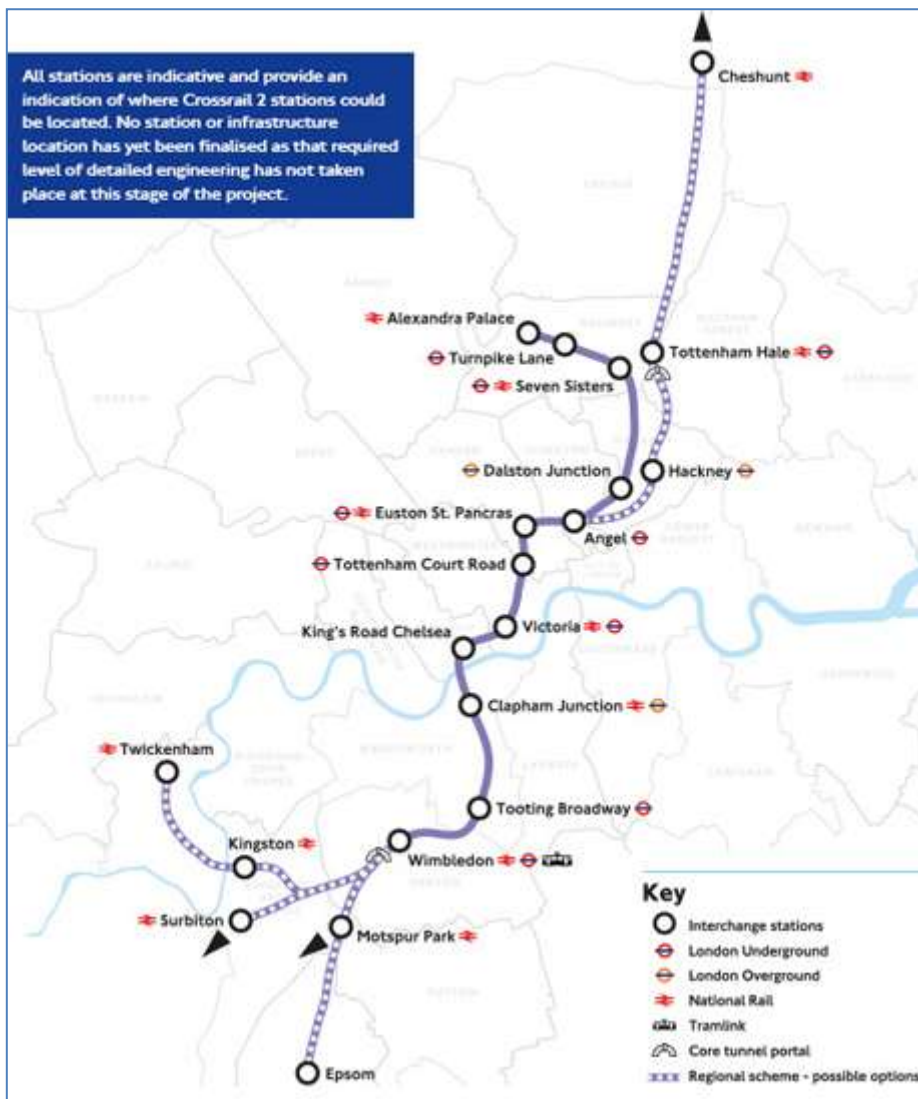 All stations are indicative and provide an
indication of where Crossrail 2 stations could
be located. No station or infrastructure
location has yet been finalised as that required
level of detailed engineering has not taken
place at this stage of the project.
Cheshunt
Alexandra Palace
Turnpike Lane
Tottenham Hale
Seven Sisters
Dalston Junction
Hackney
Euston St. Pancras
Angel
Tottenham Court Road
King's Road Chelsea
Victoria
Clapham Junction
Twickenham
Tooting Broadway
Kingston
Wimbledon
Surbiton
Motspur Park
Epsom
Key
Interchange stations
London Underground
London Overground
National Rail
Tramlink
Core tunnel portal
Regional scheme - possible options